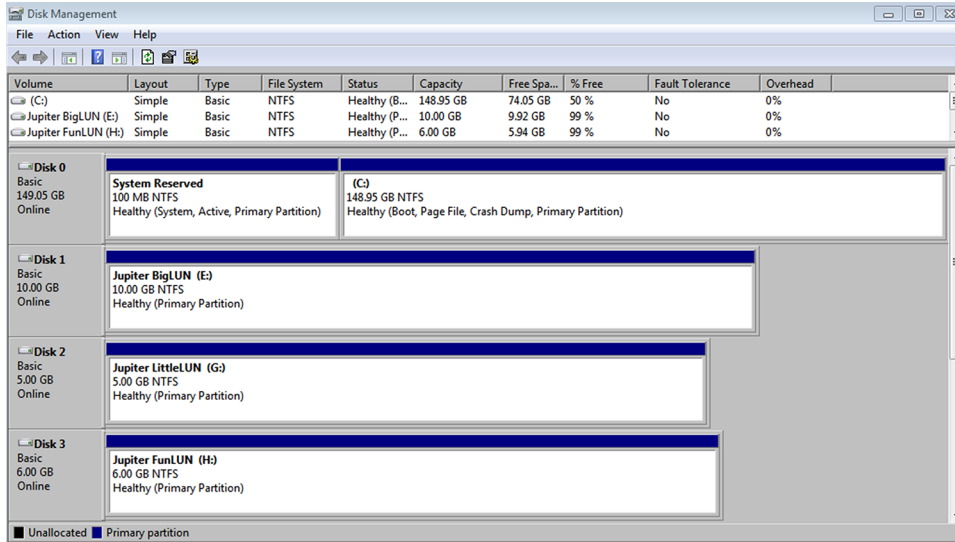 Disk Management
File Action View Help
Volume Layout Type File System Status Capacity Free Spa... % Free Fault Tolerance Overhead
(C:) Simple Basic NTFS Healthy (B... 148.95 GB 74.05 GB 50 % No 0%
Jupiter BigLUN (E:) Simple Basic NTFS Healthy (P... 10.00 GB 9.92 GB 99 % No 0%
Jupiter FunLUN (H:) Simple Basic NTFS Healthy (P... 6.00 GB 5.94 GB 99 % No 0%
Disk 0
Basic
149.05 GB
Online
System Reserved
100 MB NTFS
Healthy (System, Active, Primary Partition)
(C:)
148.95 GB NTFS
Healthy (Boot, Page File, Crash Dump, Primary Partition)
Disk 1
Basic
10.00 GB
Online
Jupiter BigLUN (E:)
10.00 GB NTFS
Healthy (Primary Partition)
Disk 2
Basic
5.00 GB
Online
Jupiter LittleLUN (G:)
5.00 GB NTFS
Healthy (Primary Partition)
Disk 3
Basic
6.00 GB
Online
Jupiter FunLUN (H:)
6.00 GB NTFS
Healthy (Primary Partition)
Unallocated Primary partition